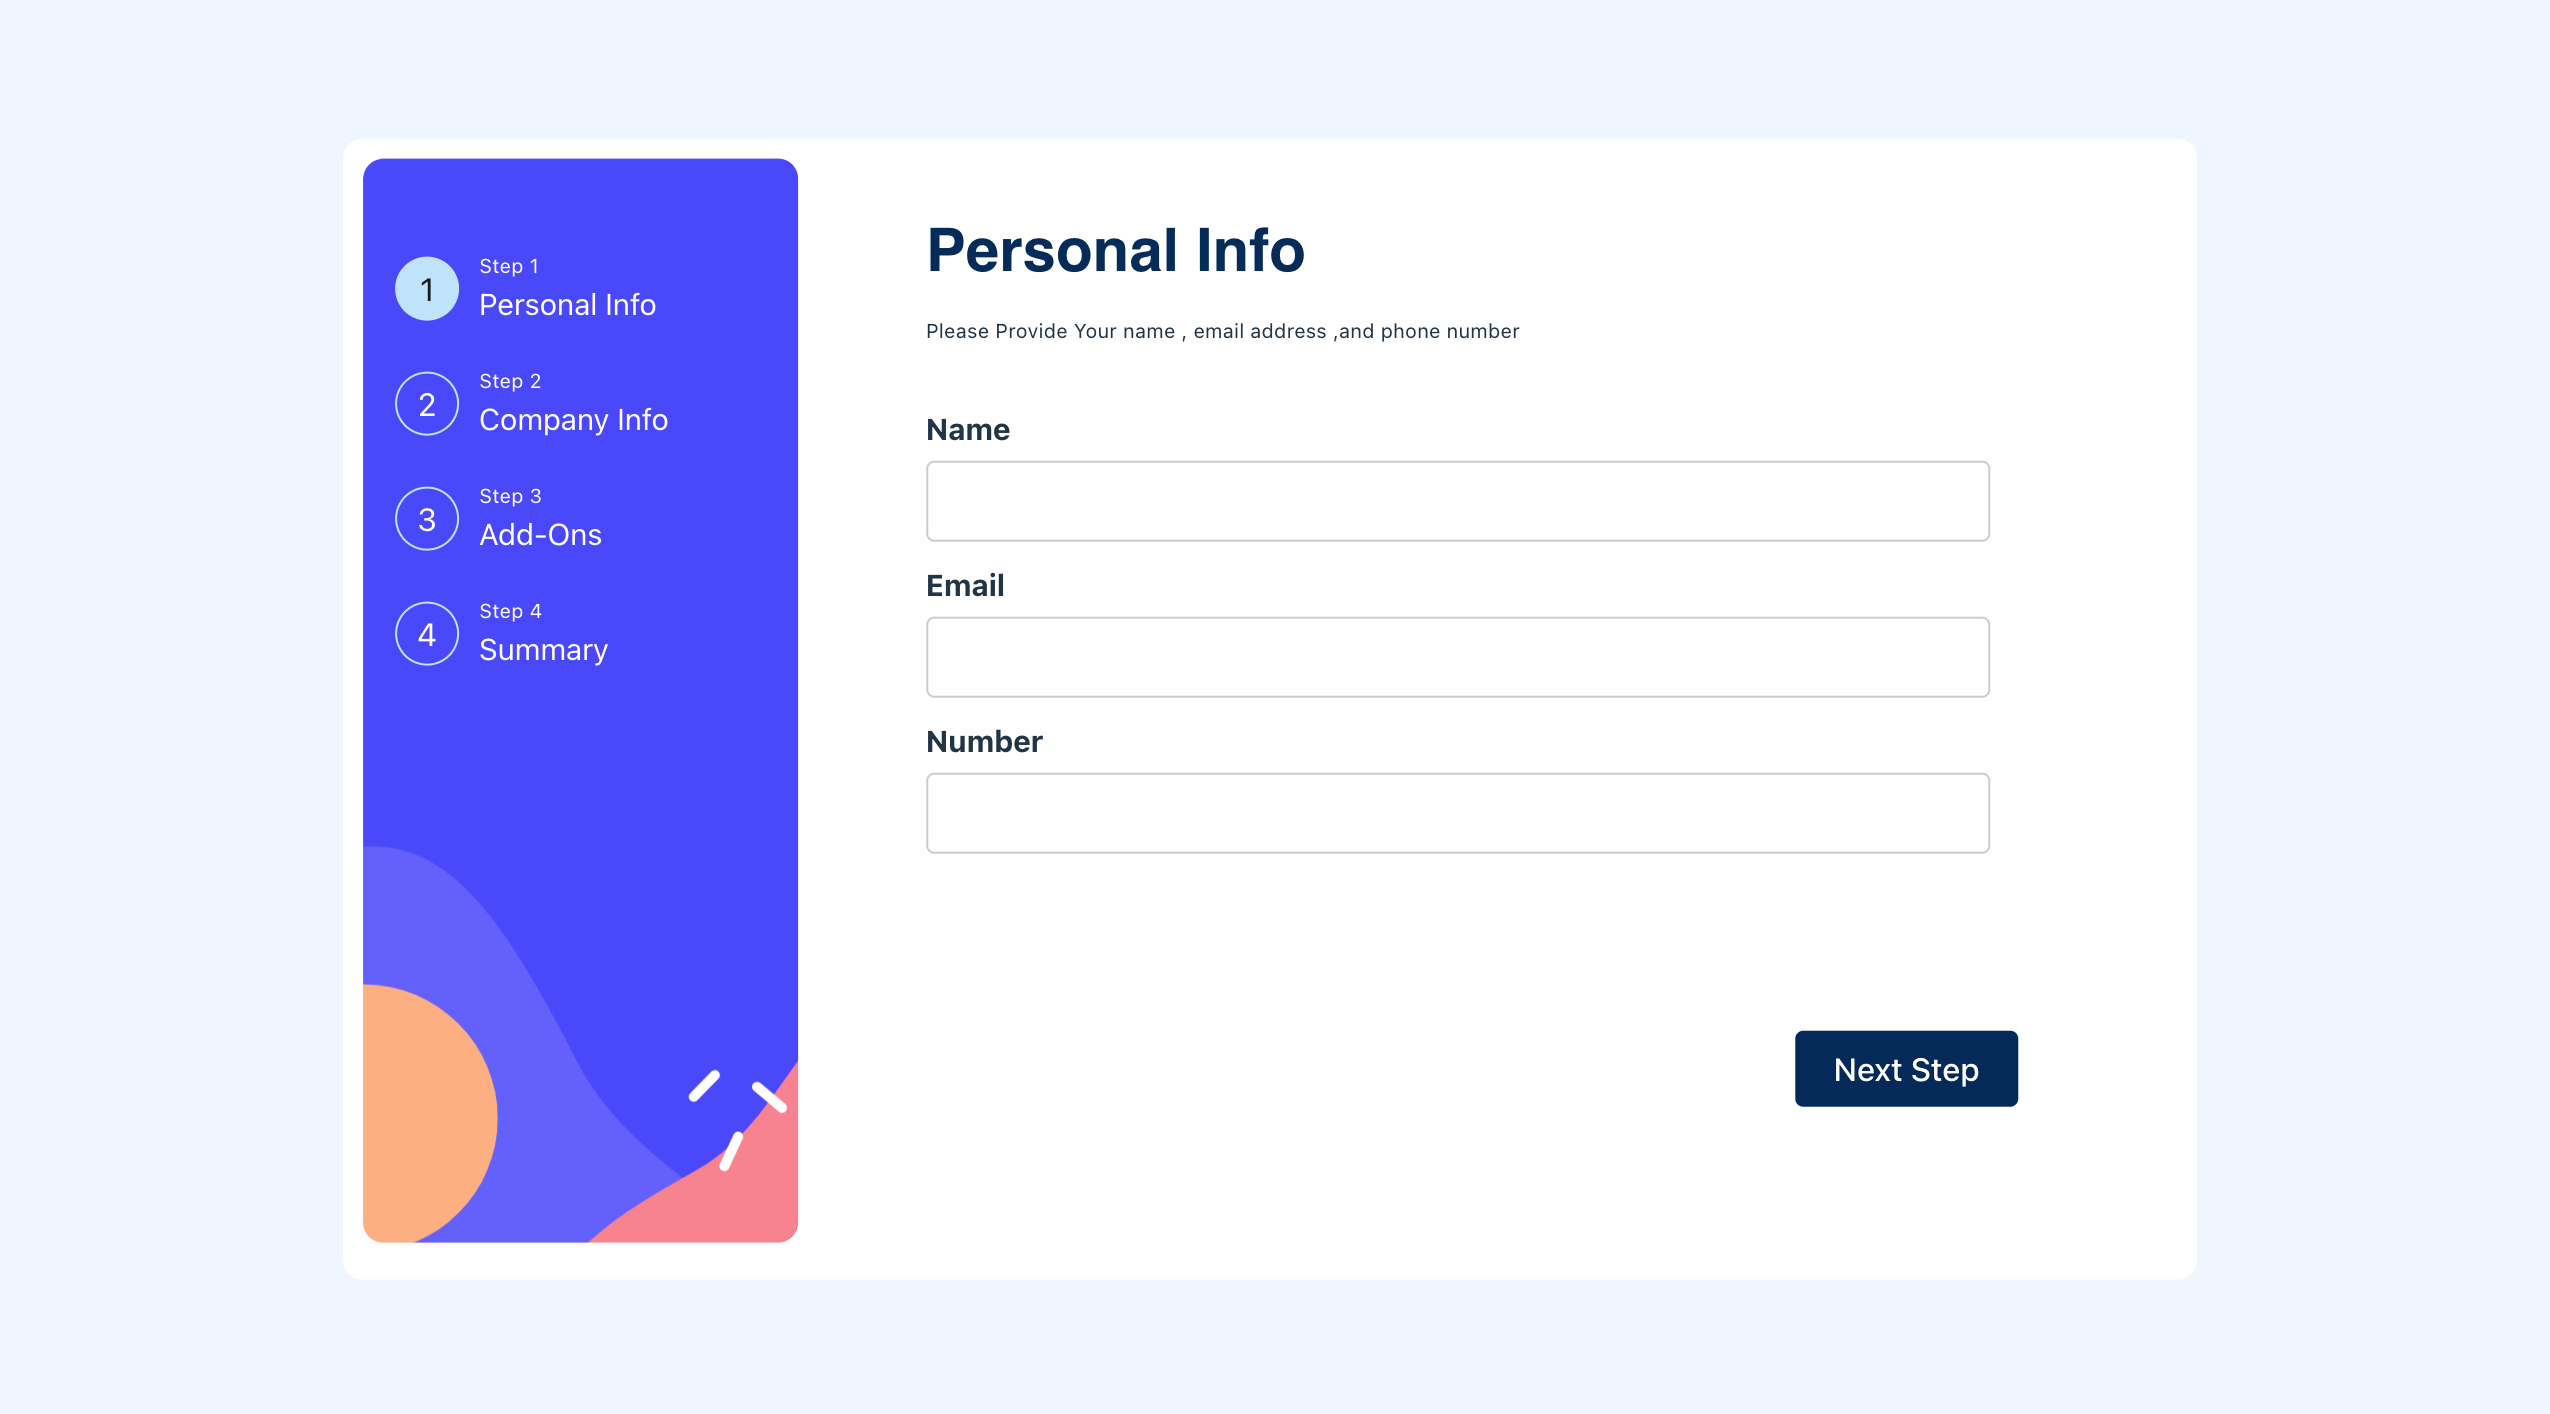 1
Step 1
Personal Info
2
Step 2
Company Info
3
Step 3
Add-Ons
4
Step 4
Summary
Personal Info
Please Provide Your name , email address ,and phone number
Name
Email
Number
Next Step